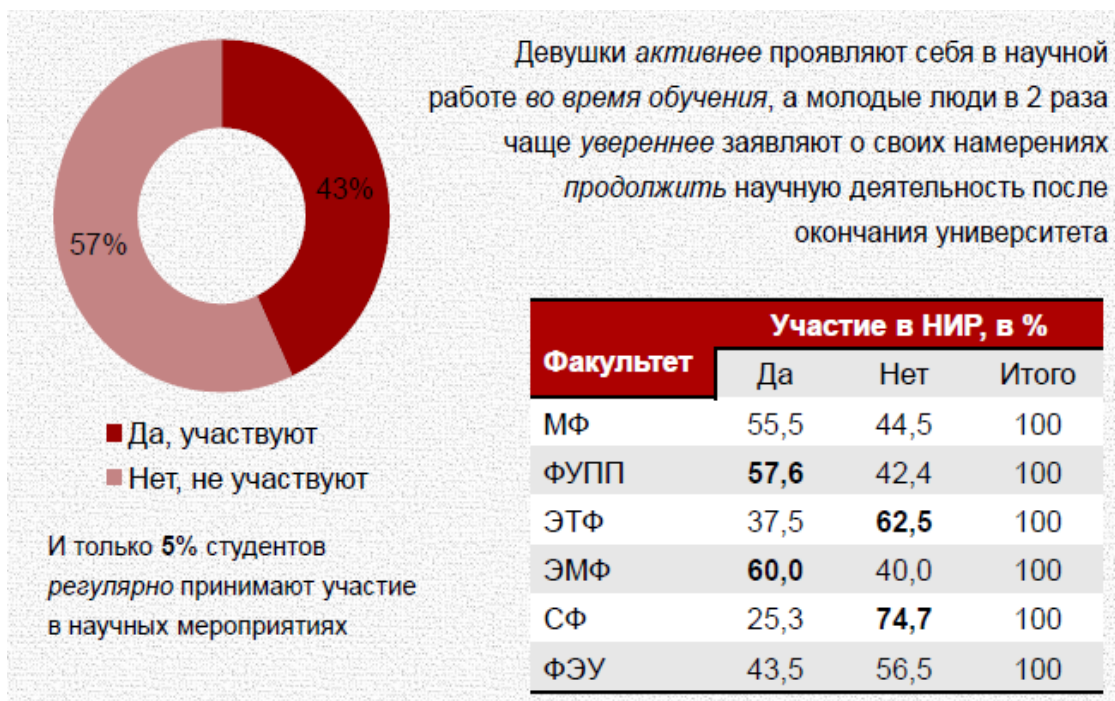 43%
57%
Да, участвуют
Нет, не участвуют
И только 5% студентов
регулярно принимают участие
в научных мероприятиях
Девушки активнее проявляют себя в научной
работе во время обучения, а молодые люди в 2 раза
чаще увереннее заявляют о своих намерениях
продолжить научную деятельность после
окончания университета
Факультет Участие в НИР, в %
Да Нет Итого
МФ 55,5 44,5 100
ФУПП 57,6 42,4 100
ЭТФ 37,5 62,5 100
ЭМФ 60,0 40,0 100
СФ 25,3 74,7 100
ФЭУ 43,5 56,5 100